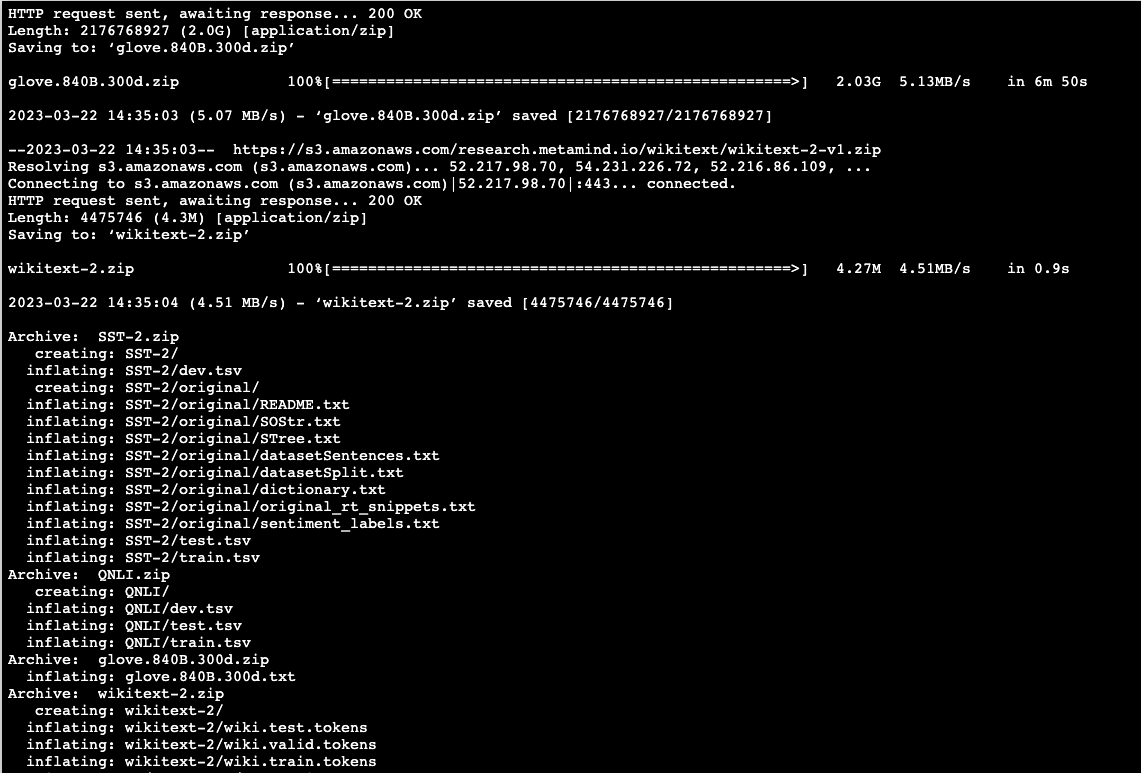 HTTP request sent, awaiting response... 200 OK
Length: 2176768927 (2.0G) [application/zip]
Saving to: ‘glove.840B.300d.zip’
glove.840B.300d.zip 100%[===================================================>] 2.03G 5.13MB/s in 6m 50s
2023-03-22 14:35:03 (5.07 MB/s) - ‘glove.840B.300d.zip’ saved [2176768927/2176768927]
--2023-03-22 14:35:03-- https://s3.amazonaws.com/research.metamind.io/wikitext/wikitext-2-v1.zip
Resolving s3.amazonaws.com (s3.amazonaws.com)... 52.217.98.70, 54.231.226.72, 52.216.86.109, ...
Connecting to s3.amazonaws.com (s3.amazonaws.com)|52.217.98.70|:443... connected.
HTTP request sent, awaiting response... 200 OK
Length: 4475746 (4.3M) [application/zip]
Saving to: ‘wikitext-2.zip’
wikitext-2.zip 100%[===================================================>] 4.27M 4.51MB/s in 0.9s
2023-03-22 14:35:04 (4.51 MB/s) - ‘wikitext-2.zip’ saved [4475746/4475746]
Archive: SST-2.zip
creating: SST-2/
inflating: SST-2/dev.tsv
creating: SST-2/original/
inflating: SST-2/original/README.txt
inflating: SST-2/original/SOStr.txt
inflating: SST-2/original/STree.txt
inflating: SST-2/original/datasetSentences.txt
inflating: SST-2/original/datasetSplit.txt
inflating: SST-2/original/dictionary.txt
inflating: SST-2/original/original_rt_snippets.txt
inflating: SST-2/original/sentiment_labels.txt
inflating: SST-2/test.tsv
inflating: SST-2/train.tsv
Archive: QNLI.zip
creating: QNLI/
inflating: QNLI/dev.tsv
inflating: QNLI/test.tsv
inflating: QNLI/train.tsv
Archive: glove.840B.300d.zip
inflating: glove.840B.300d.txt
Archive: wikitext-2.zip
creating: wikitext-2/
inflating: wikitext-2/wiki.test.tokens
inflating: wikitext-2/wiki.valid.tokens
inflating: wikitext-2/wiki.train.tokens